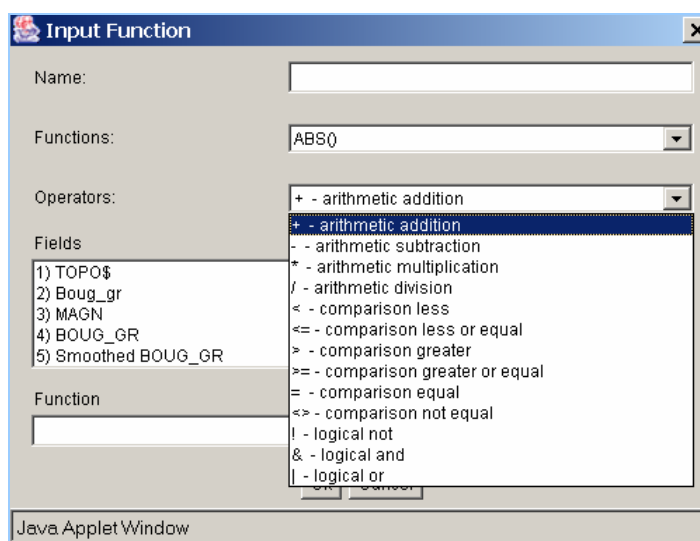 Input Function
Name:
Functions:
ABS()
Operators:
+ - arithmetic addition
+ - arithmetic addition
- - arithmetic subtraction
* - arithmetic multiplication
/ - arithmetic division
< - comparison less
<= - comparison less or equal
> - comparison greater
>= - comparison greater or equal
= - comparison equal
<> - comparison not equal
! - logical not
& - logical and
| - logical or
Fields
1) TOPO$
2) Boug_gr
3) MAGN
4) BOUG_GR
5) Smoothed BOUG_GR
Function
Ok Cancel
Java Applet Window